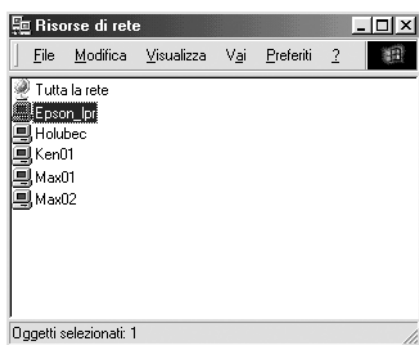 Risorse di rete
File Modifica Visualizza Vai Preferiti ?
Tutta la rete
Epson_lpr
Holubec
Ken01
Max01
Max02
Oggetti selezionati: 1